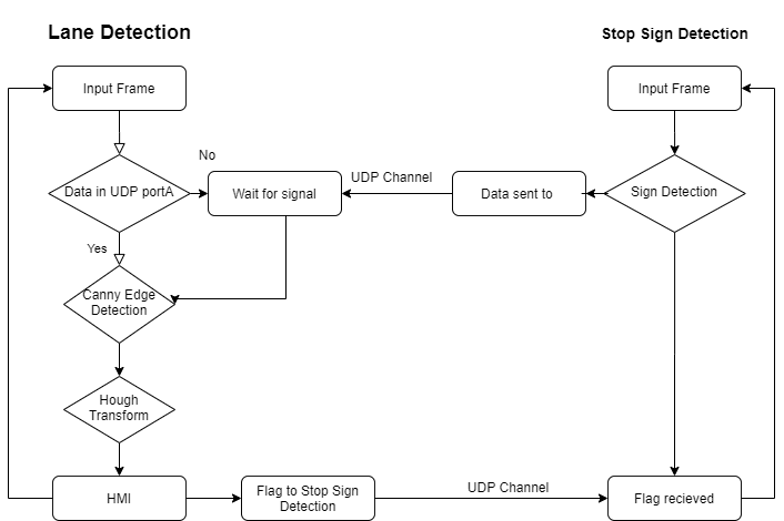 Lane Detection
Stop Sign Detection
Input Frame
Input Frame
No
Data in UDP portA
Wait for signal
UDP Channel
Data sent to
Sign Detection
Yes
Canny Edge
Detection
Hough
Transform
HMI
Flag to Stop Sign
Detection
UDP Channel
Flag recieved